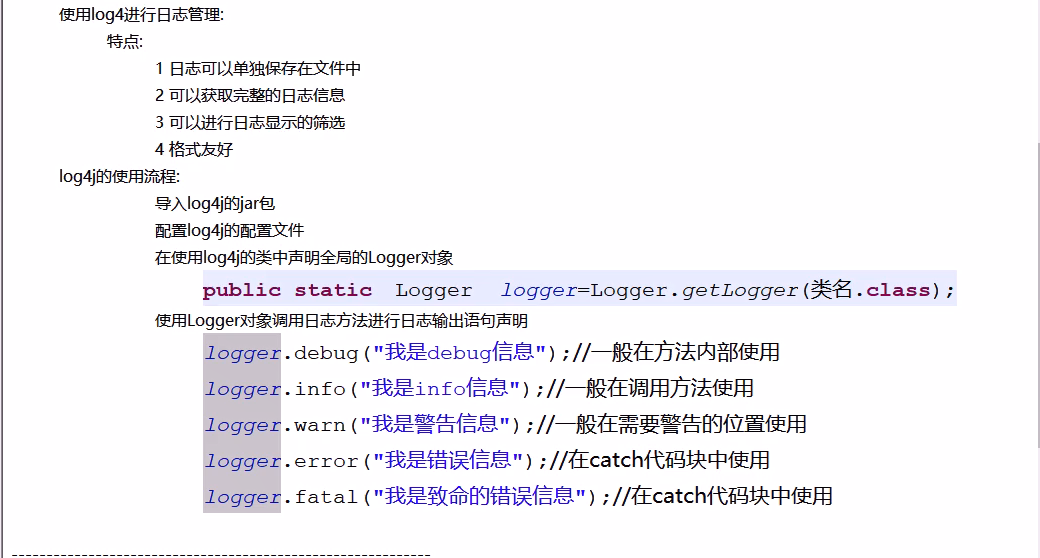 使用log4进行日志管理:
特点:
1 日志可以单独保存在文件中
2 可以获取完整的日志信息
3 可以进行日志显示的筛选
4 格式友好
log4j的使用流程:
导入log4j的jar包
配置log4j的配置文件
在使用log4j的类中声明全局的Logger对象
public static Logger logger=Logger.getLogger(类名.class);
使用Logger对象调用日志方法进行日志输出语句声明
logger.debug("我是debug信息");//一般在方法内部使用
logger.info("我是info信息");//一般在调用方法使用
logger.warn("我是警告信息");//一般在需要警告的位置使用
logger.error("我是错误信息");//在catch代码块中使用
logger.fatal("我是致命的错误信息");//在catch代码块中使用
------------------------------------------------------------